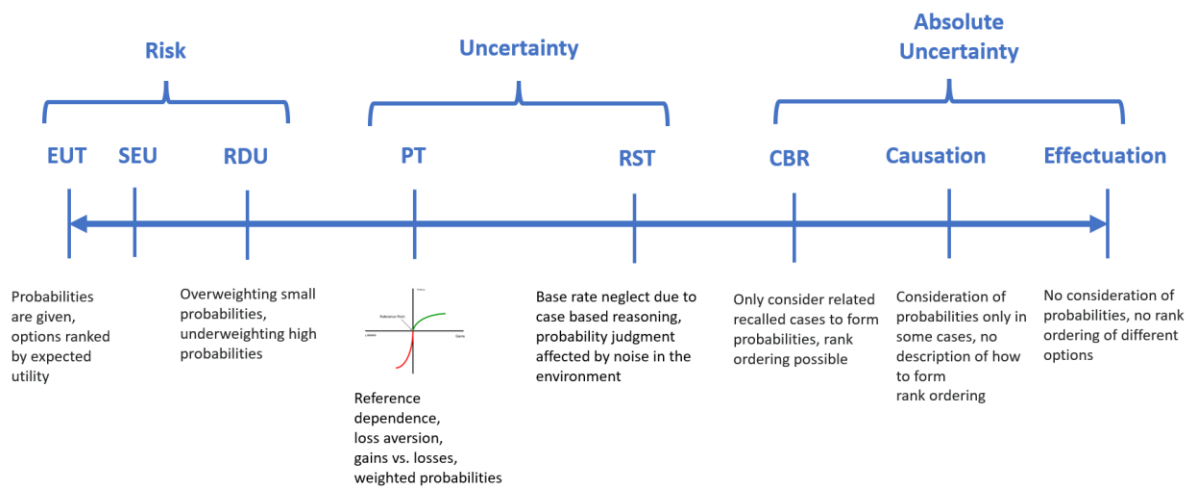 Risk
Uncertainty
Absolute
Uncertainty
EUT
SEU
RDU
PT
RST
CBR
Causation
Effectuation
Probabilities
are given,
options ranked
by expected
utility
Overweighting small
probabilities,
underweighting high
probabilities
Reference Point
Losses
Gains
Reference
dependence,
loss aversion,
gains vs. losses,
weighted probabilities
Base rate neglect due to
case based reasoning,
probability judgment
affected by noise in the
environment
Only consider related
recalled cases to form
probabilities, rank
ordering possible
Consideration of
probabilities only in
some cases, no
description of how
to form
rank ordering
No consideration of
probabilities, no rank
ordering of different
options